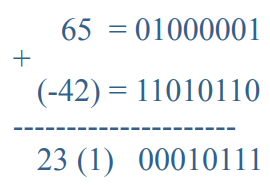 65 = 01000001
+
(-42) = 11010110
---------------------
23 (1) 00010111